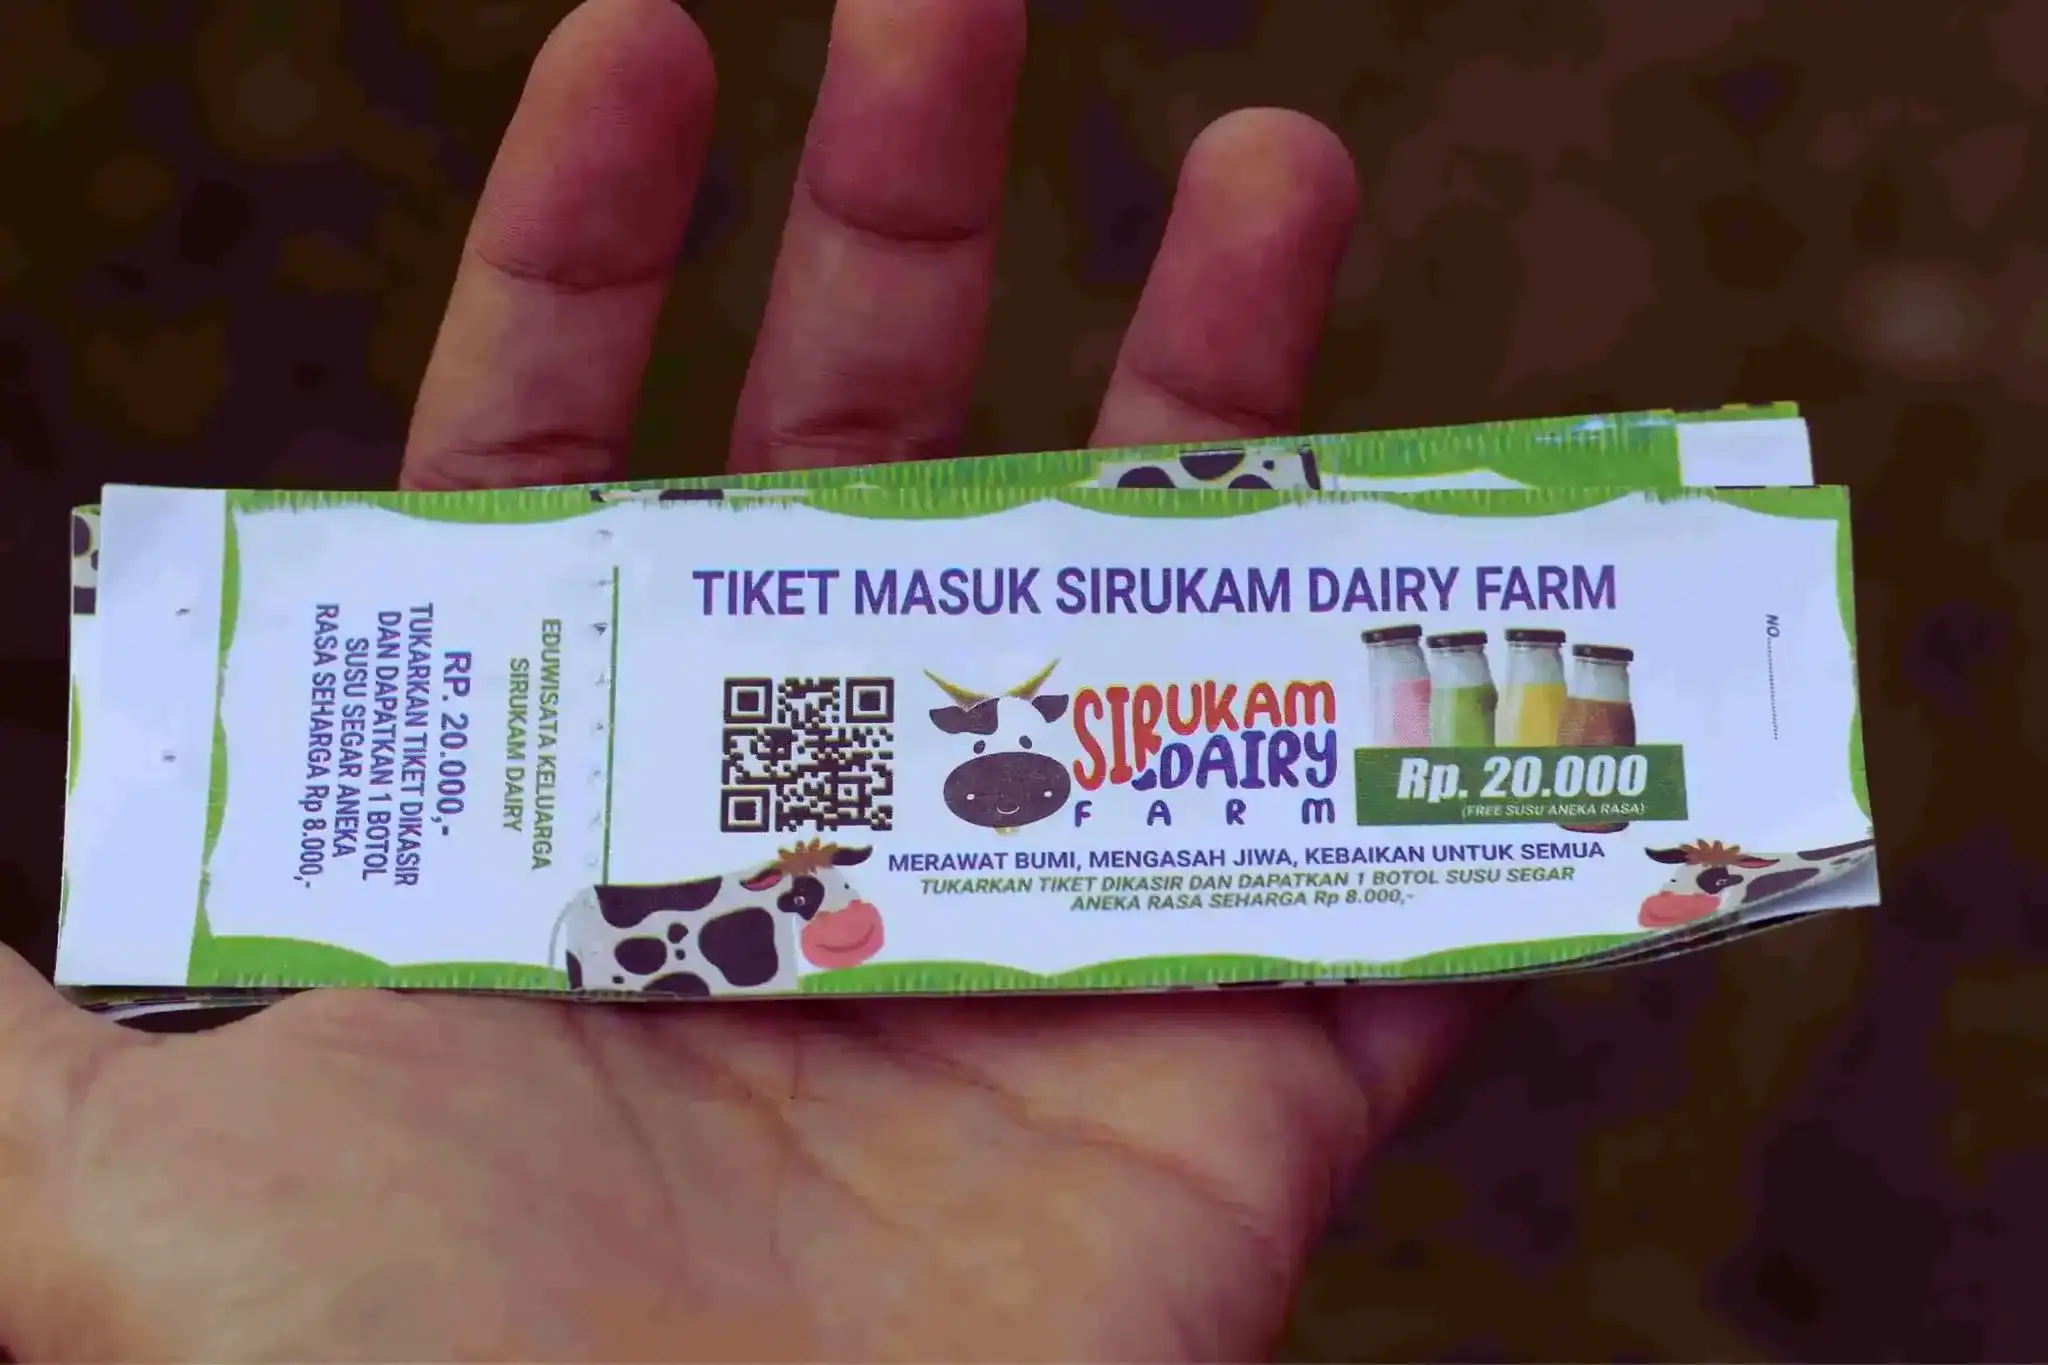 EDUWISATA KELUARGA
SIRUKAM DAIRY
RP. 20.000,-
TUKARKAN TIKET DIKASIR
DAN DAPATKAN 1 BOTOL
SUSU SEGAR ANEKA
RASA SEHARGA Rp 8.000,-
TIKET MASUK SIRUKAM DAIRY FARM
SIRUKAM
DAIRY
FARM
Rp. 20.000
(FREE SUSU ANEKA RASA)
MERAWAT BUMI, MENGASAH JIWA, KEBAIKAN UNTUK SEMUA
TUKARKAN TIKET DIKASIR DAN DAPATKAN 1 BOTOL SUSU SEGAR
ANEKA RASA SEHARGA Rp 8.000,-
NO....................